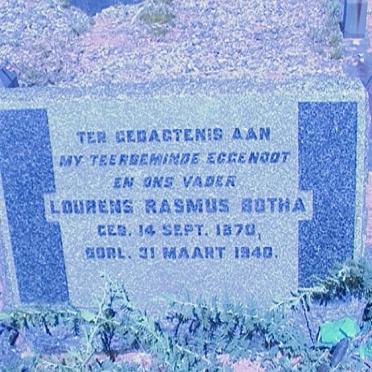 TER GEDAGTENIS AAN
MY TEERBEMINDE EGGENOOT
EN ONS VADER
LOURENS RASMUS BOTHA
GEB. 14 SEPT. 1870,
OORL. 31 MAART 1940.